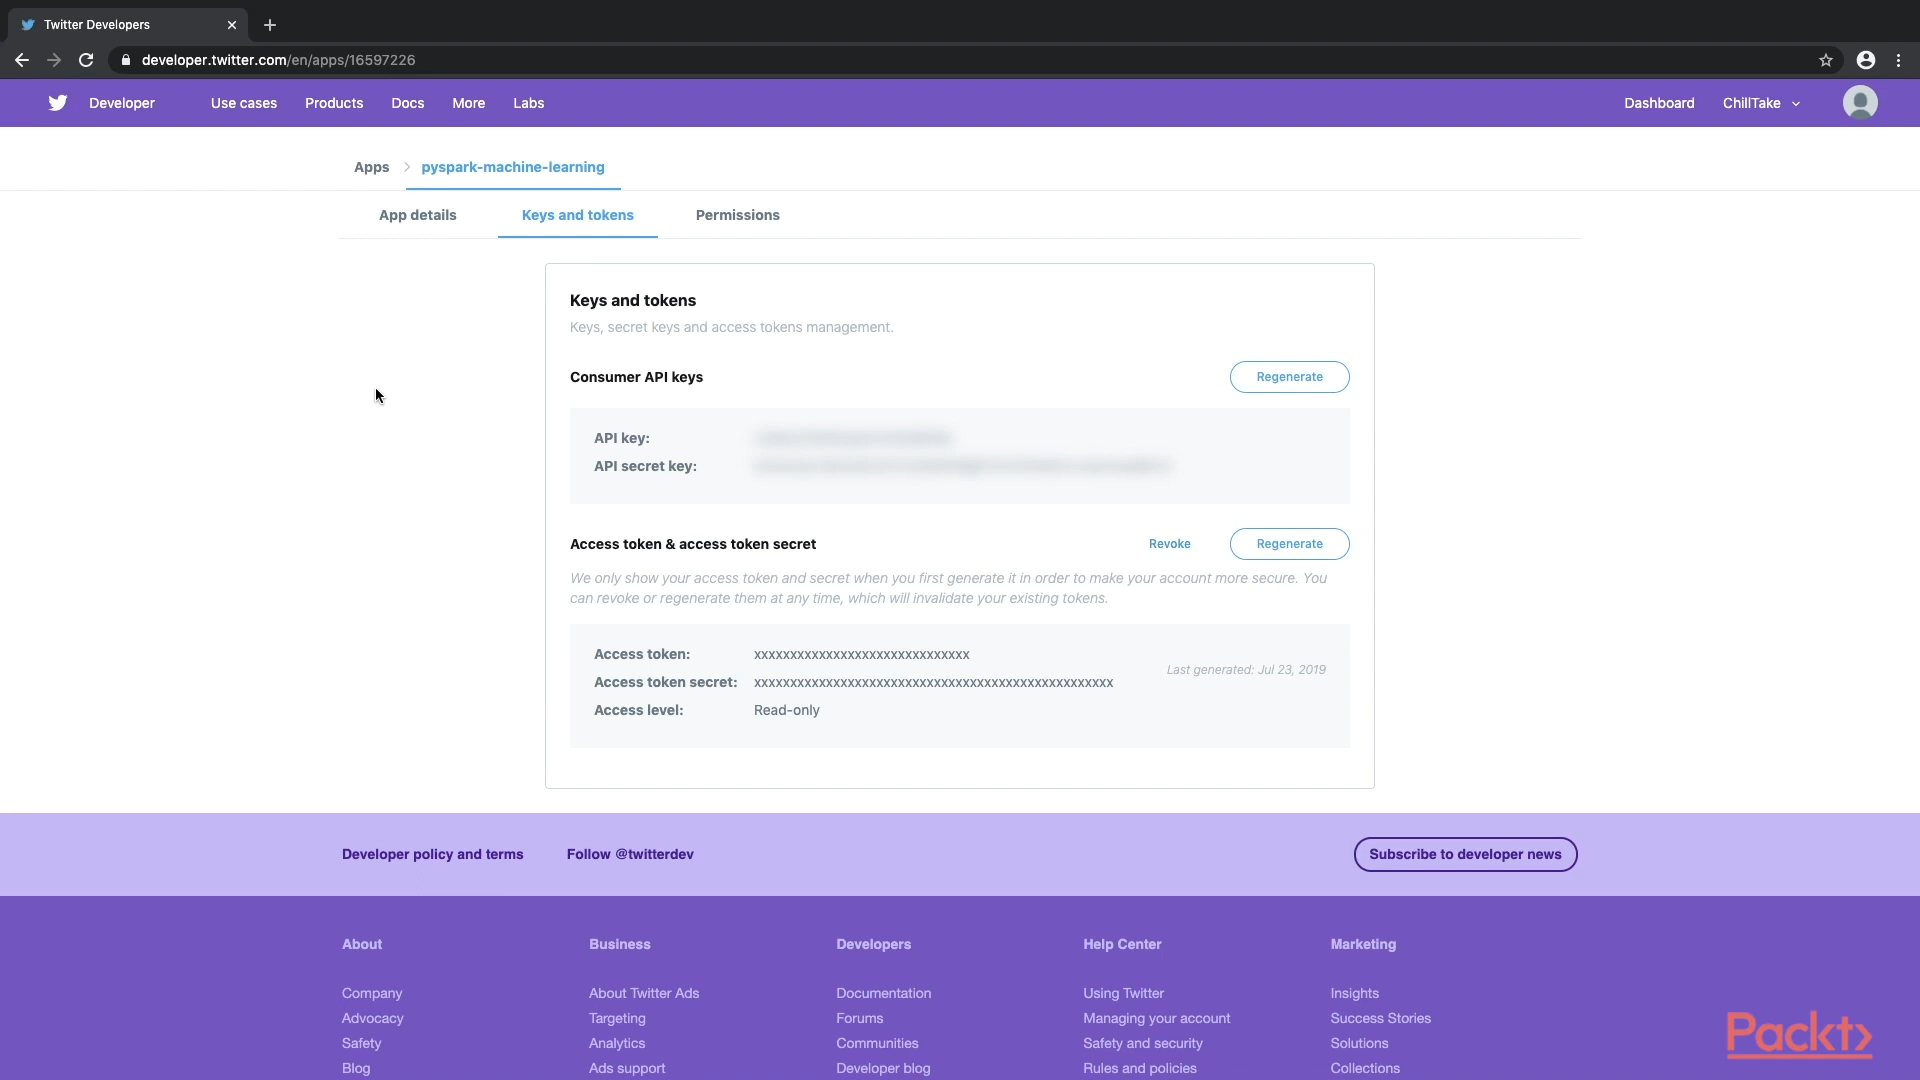 Twitter Developers
developer.twitter.com/en/apps/16597226
Developer Use cases Products Docs More Labs Dashboard ChillTake
Apps pyspark-machine-learning
App details Keys and tokens Permissions
Keys and tokens
Keys, secret keys and access tokens management.
Consumer API keys Regenerate
API key:
API secret key:
Access token & access token secret Revoke Regenerate
We only show your access token and secret when you first generate it in order to make your account more secure. You
can revoke or regenerate them at any time, which will invalidate your existing tokens.
Access token: xxxxxxxxxxxxxxxxxxxxxxxxxxxxxx
Last generated: Jul 23, 2019
Access token secret: xxxxxxxxxxxxxxxxxxxxxxxxxxxxxxxxxxxxxxxxxxxxxxxxxx
Access level: Read-only
Developer policy and terms Follow @twitterdev Subscribe to developer news
About Business Developers Help Center Marketing
Company About Twitter Ads Documentation Using Twitter Insights
Advocacy Targeting Forums Managing your account Success Stories
Safety Analytics Communities Safety and security Solutions
Blog Ads support Developer blog Rules and policies Collections
Packt>